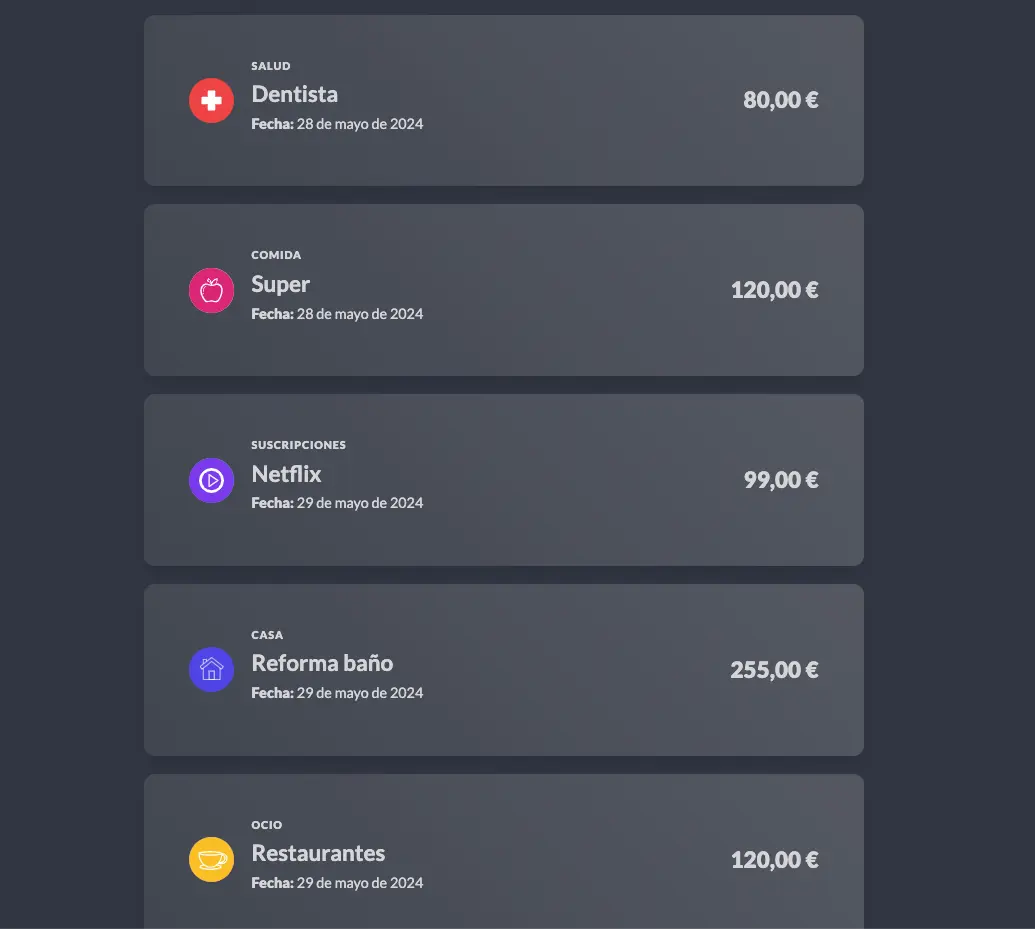 SALUD
Dentista
80,00 €
Fecha: 28 de mayo de 2024
COMIDA
Super
120,00 €
Fecha: 28 de mayo de 2024
SUSCRIPCIONES
Netflix
99,00 €
Fecha: 29 de mayo de 2024
CASA
Reforma baño
255,00 €
Fecha: 29 de mayo de 2024
OCIO
Restaurantes
120,00 €
Fecha: 29 de mayo de 2024